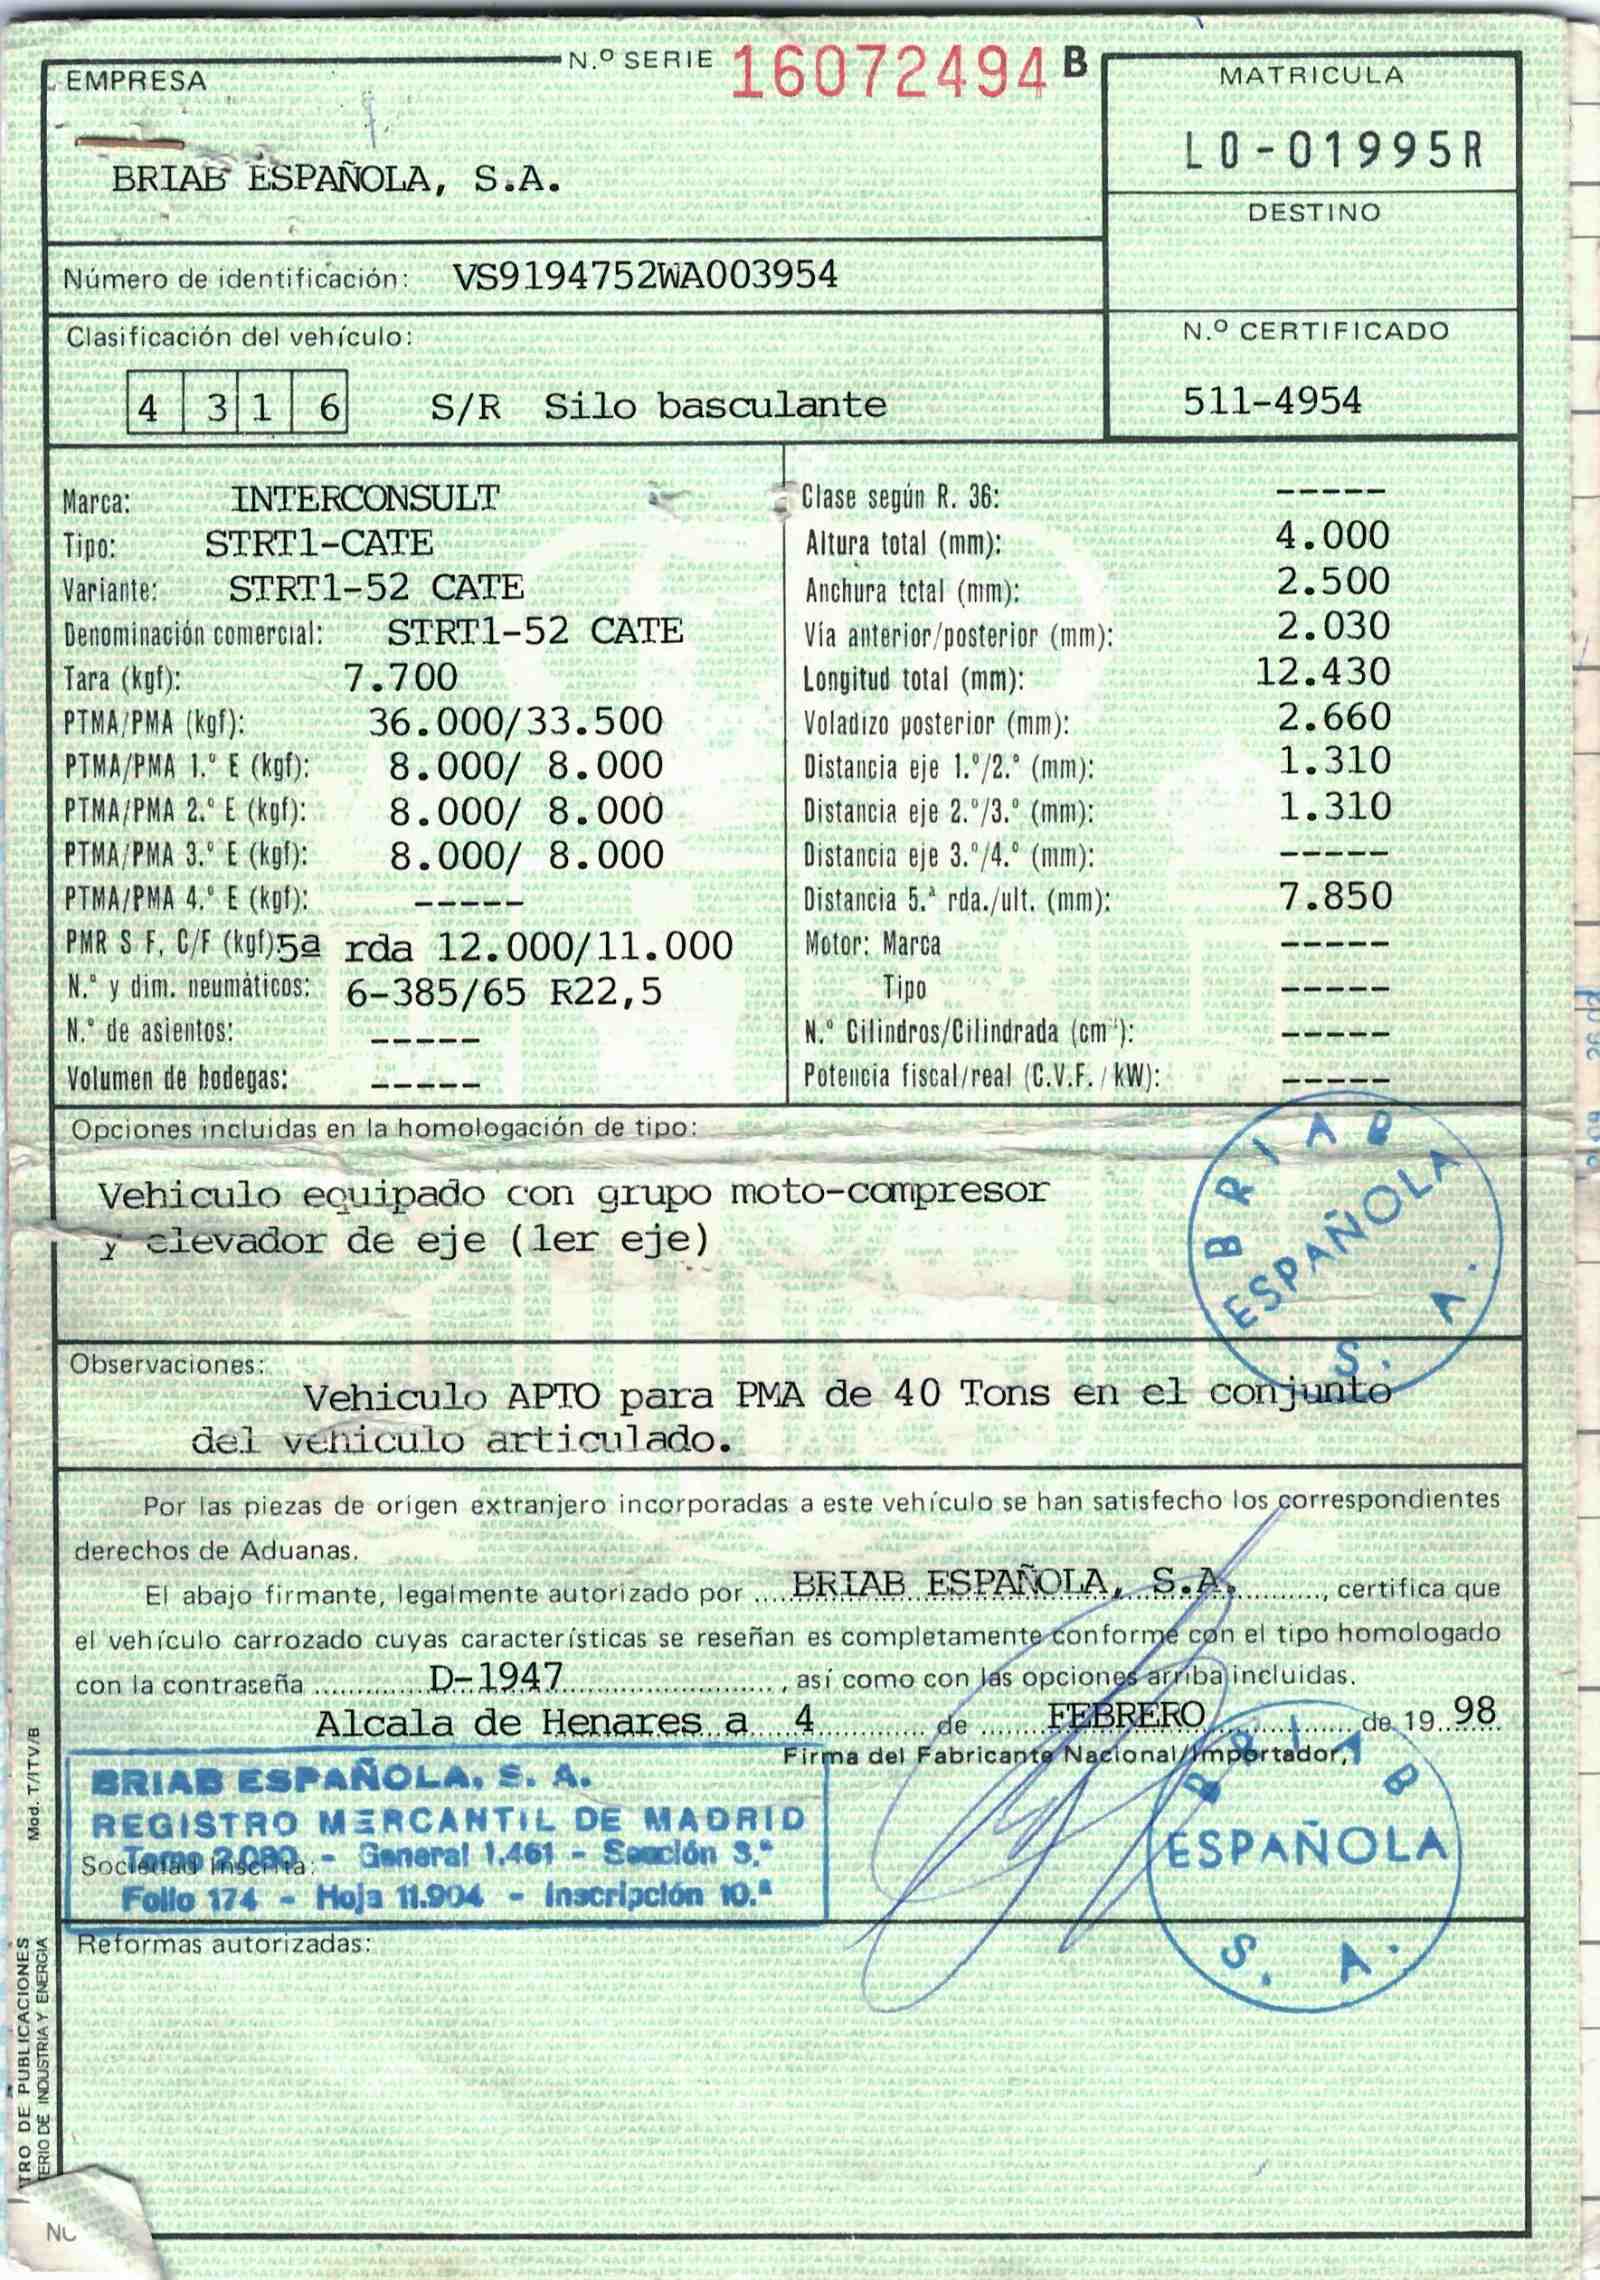 N.º SERIE 16072494 B
EMPRESA
BRIAB ESPAÑOLA, S.A.
MATRICULA
LO-01995R
DESTINO
Número de identificación: VS9194752WA003954
Clasificación del vehículo:
4 3 1 6 S/R Silo basculante
N.º CERTIFICADO
511-4954
Marca: INTERCONSULT
Tipo: STRT1-CATE
Variante: STRT1-52 CATE
Denominación comercial: STRT1-52 CATE
Tara (kgf): 7.700
PTMA/PMA (kgf): 36.000/33.500
PTMA/PMA 1.º E (kgf): 8.000/ 8.000
PTMA/PMA 2.º E (kgf): 8.000/ 8.000
PTMA/PMA 3.º E (kgf): 8.000/ 8.000
PTMA/PMA 4.º E (kgf): -----
PMR S F, C/F (kgf): 5ª rda 12.000/11.000
N.º y dim. neumáticos: 6-385/65 R22,5
N.º de asientos: -----
Volumen de bodegas: -----
Clase según R. 36: -----
Altura total (mm): 4.000
Anchura total (mm): 2.500
Vía anterior/posterior (mm): 2.030
Longitud total (mm): 12.430
Voladizo posterior (mm): 2.660
Distancia eje 1.º/2.º (mm): 1.310
Distancia eje 2.º/3.º (mm): 1.310
Distancia eje 3.º/4.º (mm): -----
Distancia 5.ª rda./ult. (mm): 7.850
Motor: Marca -----
Tipo -----
N.º Cilindros/Cilindrada (cm³): -----
Potencia fiscal/real (C.V.F. / kW): -----
Opciones incluidas en la homologación de tipo:
Vehiculo equipado con grupo moto-compresor
y elevador de eje (1er eje)
BRIAB
ESPAÑOLA
S. A.
Observaciones:
Vehiculo APTO para PMA de 40 Tons en el conjunto
del vehiculo articulado.
Por las piezas de origen extranjero incorporadas a este vehículo se han satisfecho los correspondientes
derechos de Aduanas.
El abajo firmante, legalmente autorizado por BRIAB ESPAÑOLA, S.A., certifica que
el vehículo carrozado cuyas características se reseñan es completamente conforme con el tipo homologado
con la contraseña D-1947, así como con las opciones arriba incluidas.
Alcala de Henares a 4 de FEBRERO de 1998
Firma del Fabricante Nacional/Importador,
BRIAB ESPAÑOLA, S. A.
REGISTRO MERCANTIL DE MADRID
Tomo 2.080 - General 1.461 - Sección 3.ª
Sociedad Inscrita:
Folio 174 - Hoja 11.904 - Inscripción 10.ª
BRIAB
ESPAÑOLA
S. A.
Reformas autorizadas:
Mod. T/ITV/B
TRO DE PUBLICACIONES
TERIO DE INDUSTRIA Y ENERGIA